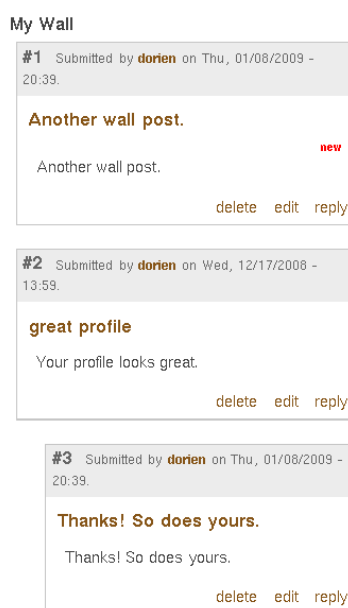 My Wall
#1 Submitted by dorien on Thu, 01/08/2009 -
20:39.
Another wall post.
new
Another wall post.
delete edit reply
#2 Submitted by dorien on Wed, 12/17/2008 -
13:59.
great profile
Your profile looks great.
delete edit reply
#3 Submitted by dorien on Thu, 01/08/2009 -
20:39.
Thanks! So does yours.
Thanks! So does yours.
delete edit reply